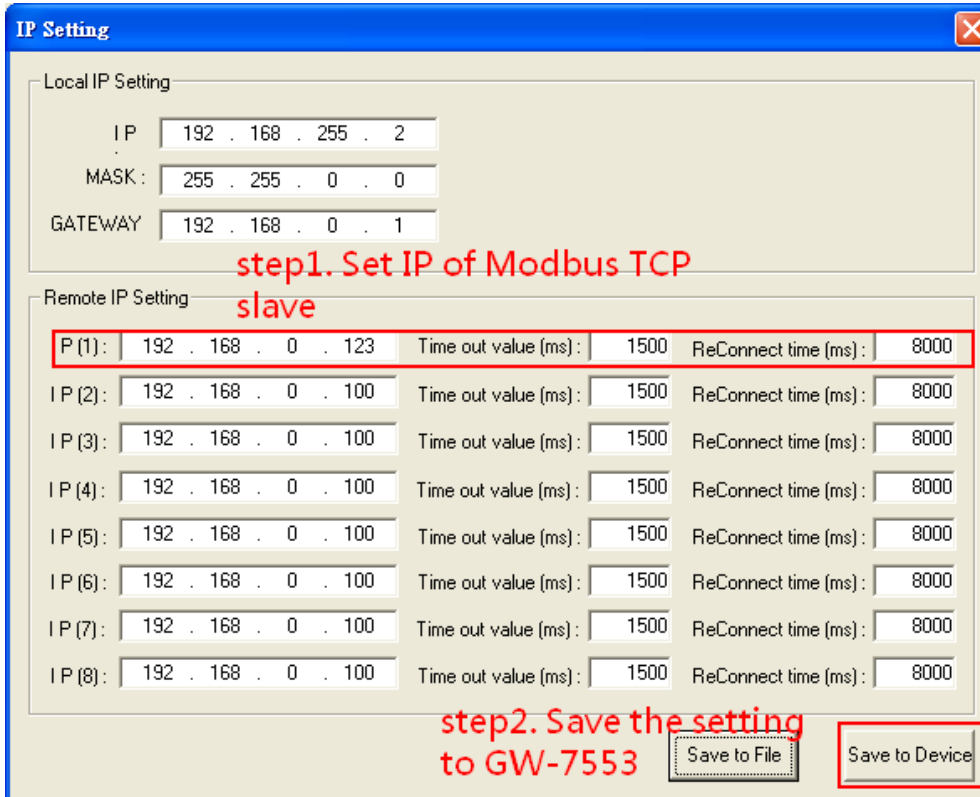 IP Setting
Local IP Setting
I P
192 . 168 . 255 . 2
MASK :
255 . 255 . 0 . 0
GATEWAY
192 . 168 . 0 . 1
step1. Set IP of Modbus TCP
slave
Remote IP Setting
P (1) : 192 . 168 . 0 . 123 Time out value (ms) : 1500 ReConnect time (ms) : 8000
I P (2) : 192 . 168 . 0 . 100 Time out value (ms) : 1500 ReConnect time (ms) : 8000
I P (3) : 192 . 168 . 0 . 100 Time out value (ms) : 1500 ReConnect time (ms) : 8000
I P (4) : 192 . 168 . 0 . 100 Time out value (ms) : 1500 ReConnect time (ms) : 8000
I P (5) : 192 . 168 . 0 . 100 Time out value (ms) : 1500 ReConnect time (ms) : 8000
I P (6) : 192 . 168 . 0 . 100 Time out value (ms) : 1500 ReConnect time (ms) : 8000
I P (7) : 192 . 168 . 0 . 100 Time out value (ms) : 1500 ReConnect time (ms) : 8000
I P (8) : 192 . 168 . 0 . 100 Time out value (ms) : 1500 ReConnect time (ms) : 8000
step2. Save the setting
to GW-7553
Save to File
Save to Device